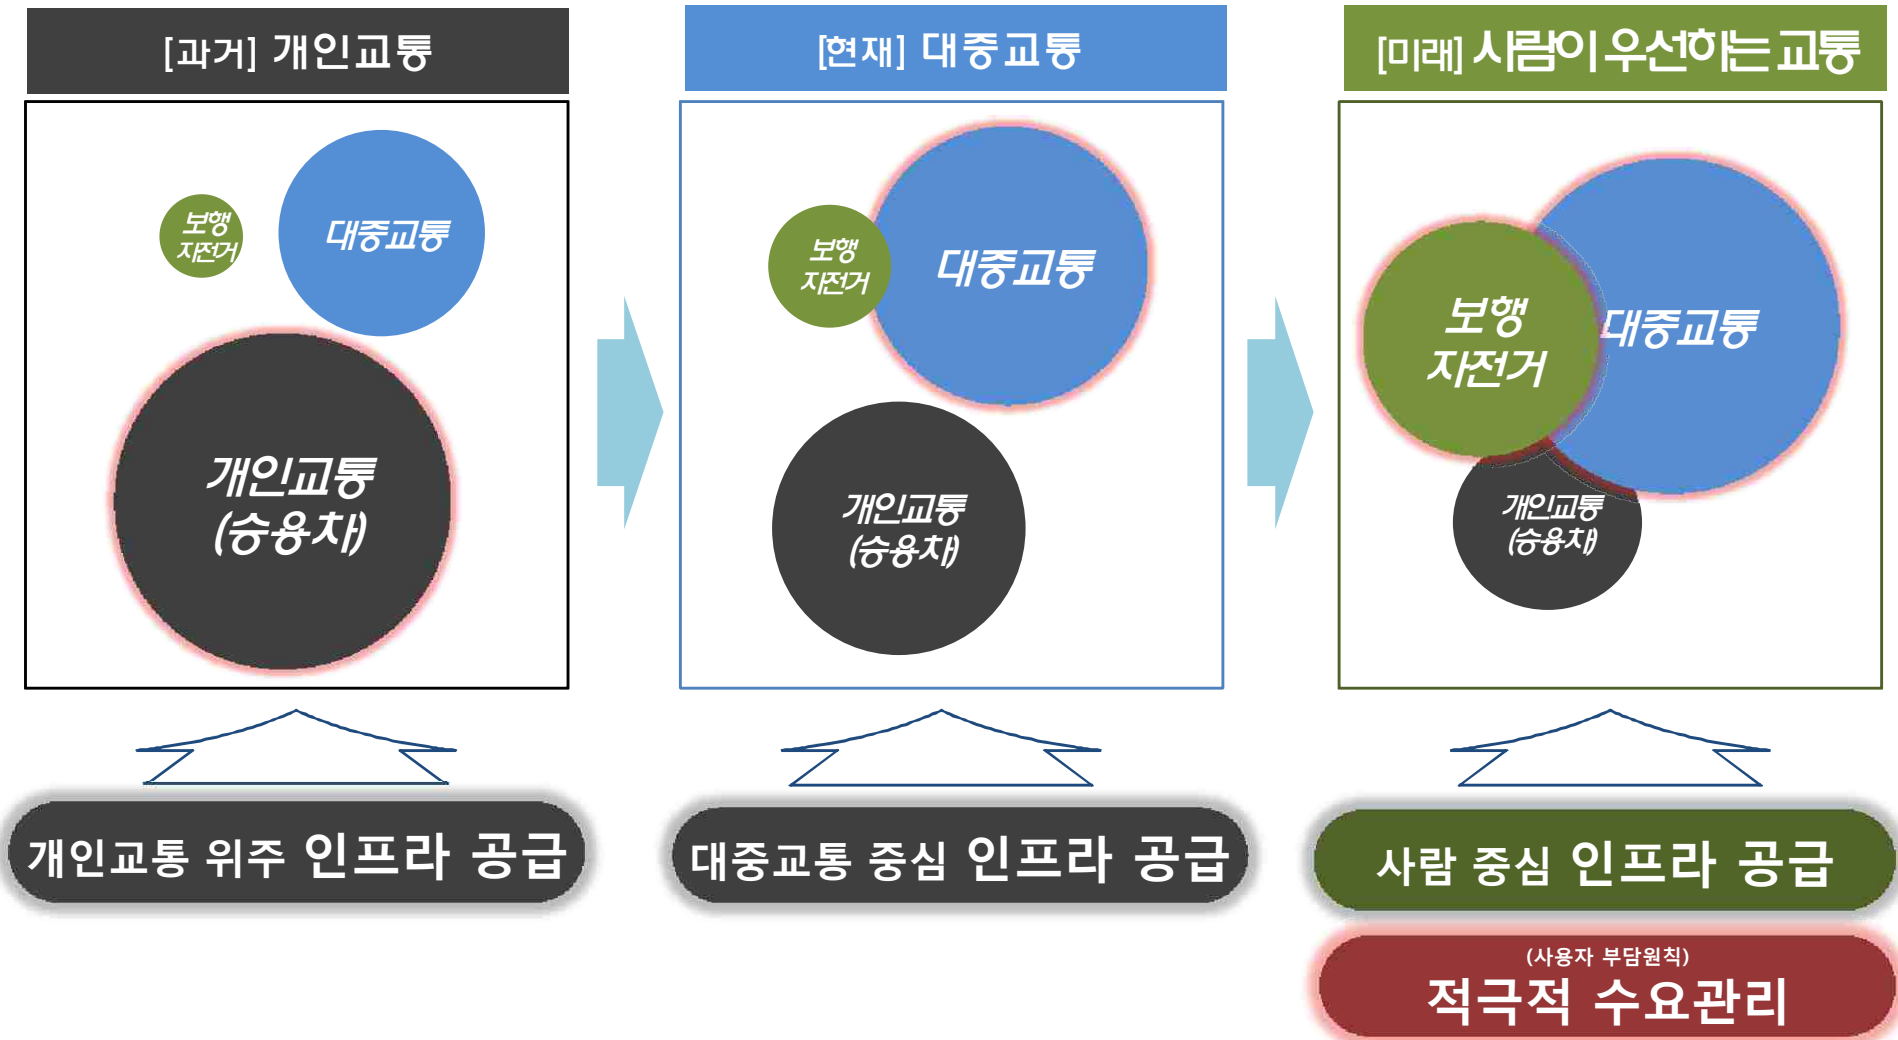 [과거] 개인교통
보행
자전거
대중교통
개인교통
(승용차)
개인교통 위주 인프라 공급
[현재] 대중교통
보행
자전거
대중교통
개인교통
(승용차)
대중교통 중심 인프라 공급
[미래] 사람이 우선하는 교통
보행
자전거
대중교통
개인교통
(승용차)
사람 중심 인프라 공급
(사용자 부담원칙)
적극적 수요관리